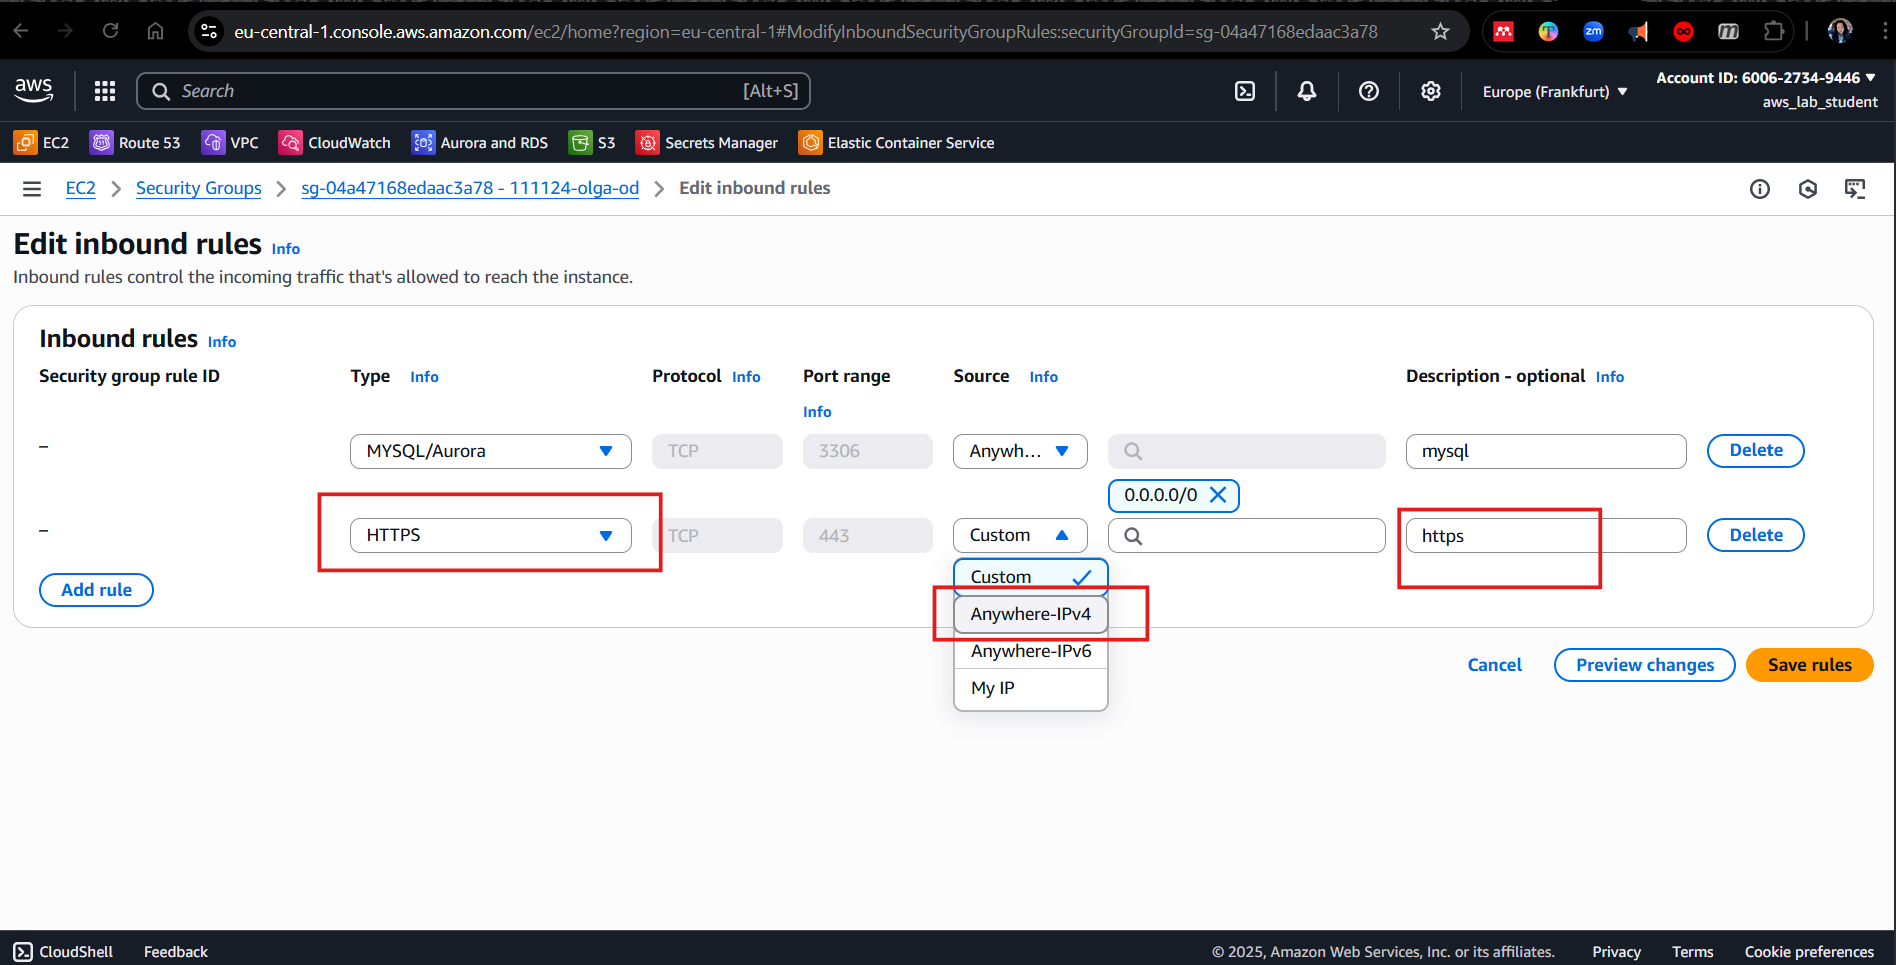 eu-central-1.console.aws.amazon.com/ec2/home?region=eu-central-1#ModifyInboundSecurityGroupRules:securityGroupId=sg-04a47168edaac3a78
zm
m
aws
Search
[Alt+S]
Europe (Frankfurt)
Account ID: 6006-2734-9446
aws_lab_student
EC2
Route 53
VPC
CloudWatch
Aurora and RDS
S3
Secrets Manager
Elastic Container Service
EC2
Security Groups
sg-04a47168edaac3a78 - 111124-olga-od
Edit inbound rules
Edit inbound rules Info
Inbound rules control the incoming traffic that's allowed to reach the instance.
Inbound rules Info
Security group rule ID
Type Info
Protocol Info
Port range
Info
Source Info
Description - optional Info
–
MYSQL/Aurora
TCP
3306
Anywh...
mysql
Delete
0.0.0.0/0
–
HTTPS
TCP
443
Custom
https
Delete
Custom
Anywhere-IPv4
Anywhere-IPv6
My IP
Add rule
Cancel
Preview changes
Save rules
CloudShell
Feedback
© 2025, Amazon Web Services, Inc. or its affiliates.
Privacy
Terms
Cookie preferences